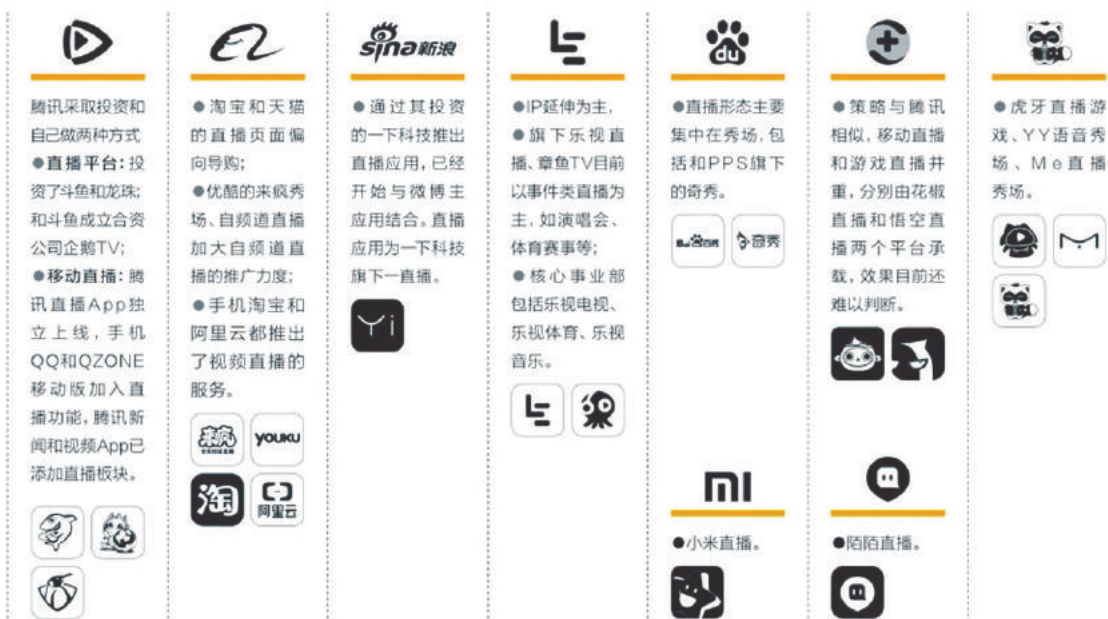 腾讯采取投资和
自己做两种方式
●直播平台：投
资了斗鱼和龙珠；
和斗鱼成立合资
公司企鹅TV；
●移动直播：腾
讯直播App独
立上线，手机
QQ和QZONE
移动版加入直
播功能，腾讯新
闻和视频App已
添加直播板块。
●淘宝和天猫
的直播页面偏
向导购；
●优酷的来疯秀
场、自频道直播
加大自频道直
播的推广力度；
●手机淘宝和
阿里云都推出
了视频直播的
服务。
来疯
YOUKU
淘
阿里云
sina新浪
●通过其投资
的一下科技推出
直播应用，已经
开始与微博主
应用结合。直播
应用为一下科技
旗下一直播。
Yi
●IP延伸为主，
●旗下乐视直
播、章鱼TV目前
以事件类直播为
主，如演唱会、
体育赛事等；
●核心事业部
包括乐视电视、
乐视体育、乐视
音乐。
du
●直播形态主要
集中在秀场，包
括和PPS旗下
的奇秀。
Bai 百度
奇秀
mi
●小米直播。
●策略与腾讯
相似，移动直播
和游戏直播并
重，分别由花椒
直播和悟空直
播两个平台承
载，效果目前还
难以判断。
●陌陌直播。
●虎牙直播游
戏、YY语音秀
场、Me直播
秀场。